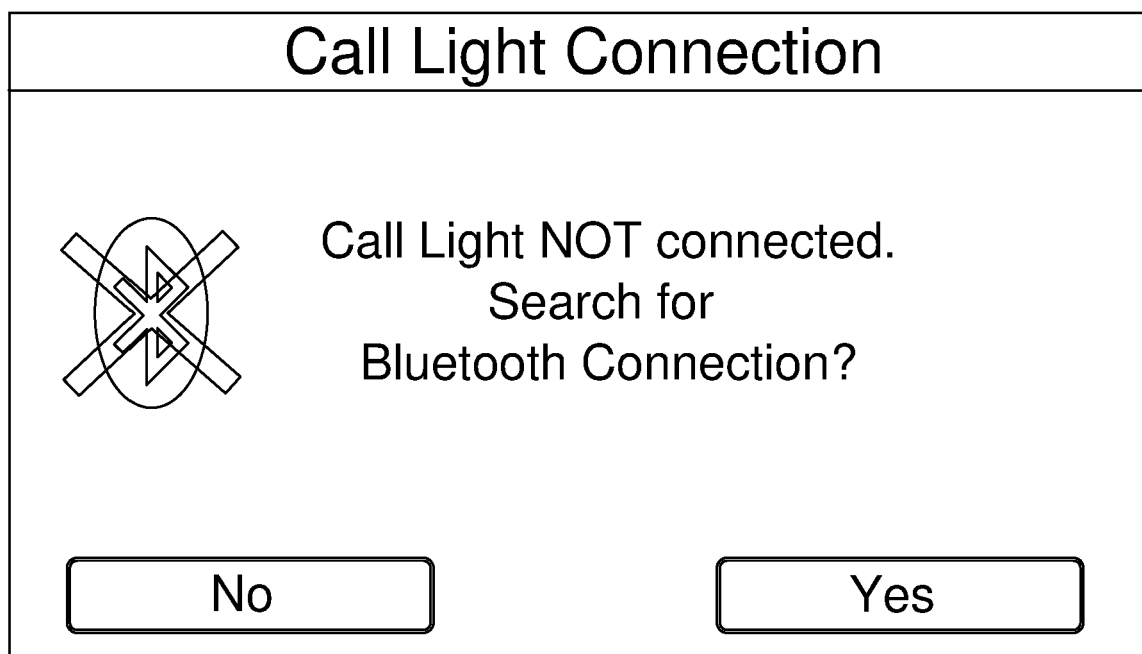 Call Light Connection
Call Light NOT connected.
Search for
Bluetooth Connection?
No
Yes